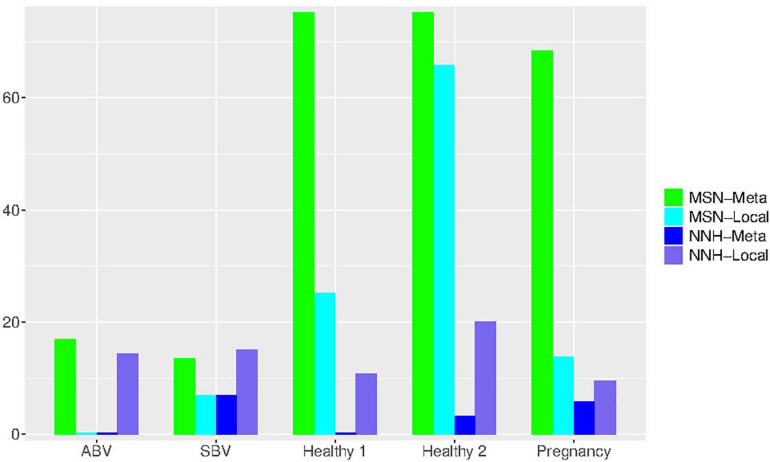 60
40
20
0
ABV SBV Healthy 1 Healthy 2 Pregnancy
MSN–Meta
MSN–Local
NNH–Meta
NNH–Local